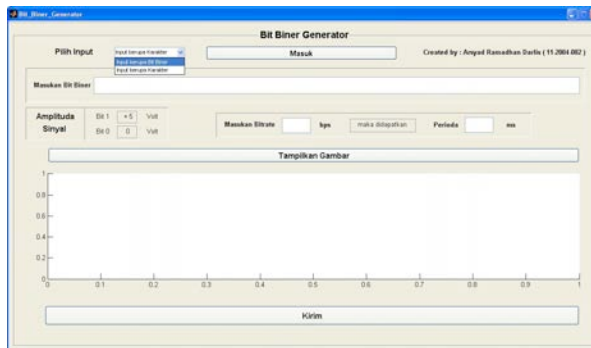 Bit_Biner_Generator
Bit Biner Generator
Pilih Input
Input berupa Karakter
Masuk
Created by : Arsyad Ramadhan Darlis ( 11.2004.082 )
Input berupa Bit Biner
Input berupa Karakter
Masukan Bit Biner
Amplituda
Sinyal
Bit 1 +5 Volt
Bit 0 0 Volt
Masukan Bitrate bps maka didapatkan Perioda ms
Tampilkan Gambar
1
0.8
0.6
0.4
0.2
0
0 0.1 0.2 0.3 0.4 0.5 0.6 0.7 0.8 0.9 1
Kirim